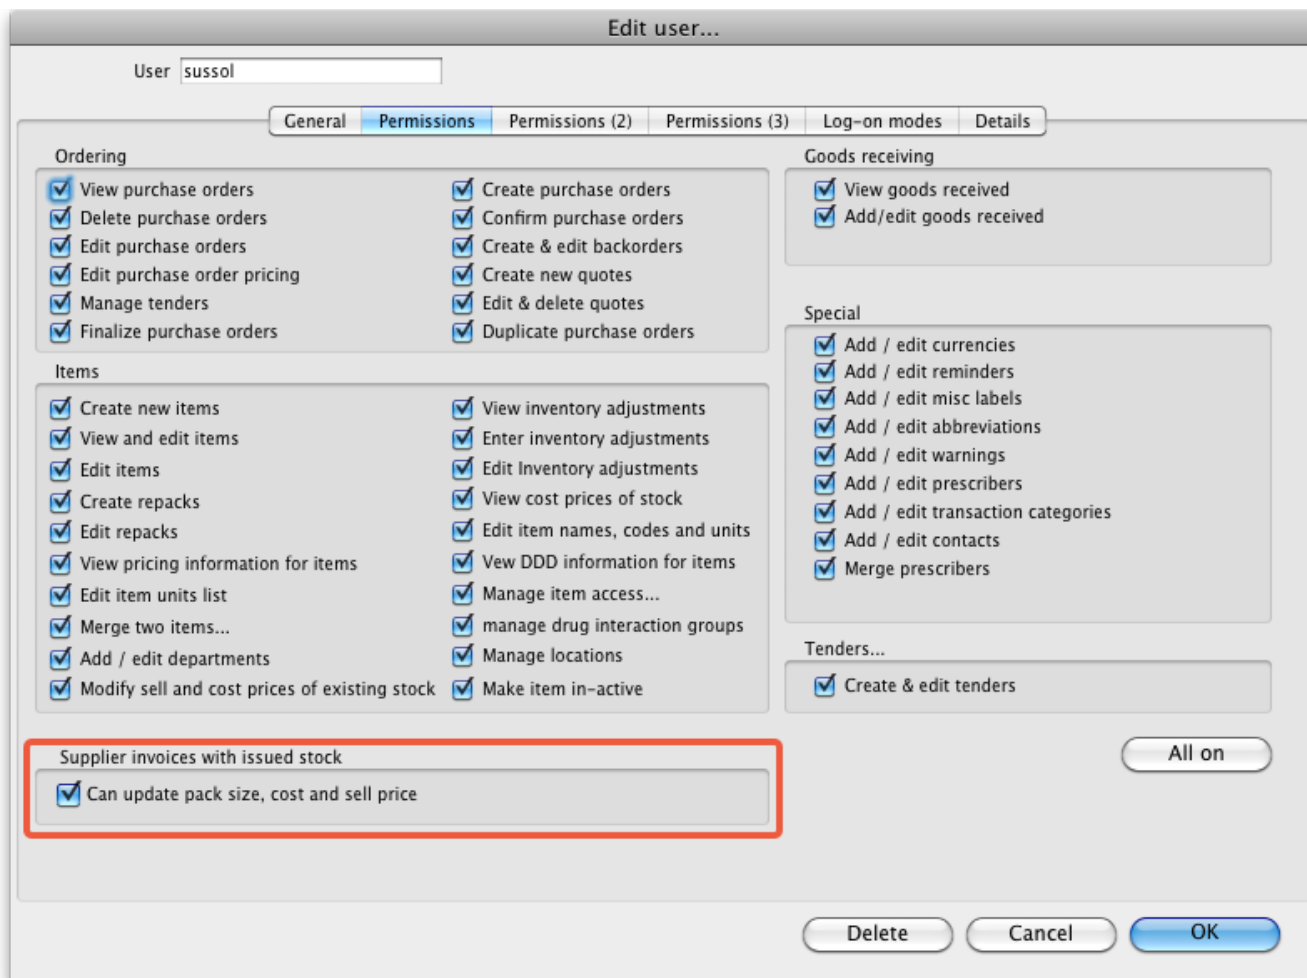 Edit user...
User sussol
General Permissions Permissions (2) Permissions (3) Log-on modes Details
Ordering
View purchase orders
Create purchase orders
Delete purchase orders
Confirm purchase orders
Edit purchase orders
Create & edit backorders
Edit purchase order pricing
Create new quotes
Manage tenders
Edit & delete quotes
Finalize purchase orders
Duplicate purchase orders
Goods receiving
View goods received
Add/edit goods received
Items
Create new items
View inventory adjustments
View and edit items
Enter inventory adjustments
Edit items
Edit Inventory adjustments
Create repacks
View cost prices of stock
Edit repacks
Edit item names, codes and units
View pricing information for items
Vew DDD information for items
Edit item units list
Manage item access...
Merge two items...
manage drug interaction groups
Add / edit departments
Manage locations
Modify sell and cost prices of existing stock
Make item in-active
Special
Add / edit currencies
Add / edit reminders
Add / edit misc labels
Add / edit abbreviations
Add / edit warnings
Add / edit prescribers
Add / edit transaction categories
Add / edit contacts
Merge prescribers
Tenders...
Create & edit tenders
Supplier invoices with issued stock
Can update pack size, cost and sell price
All on
Delete Cancel OK